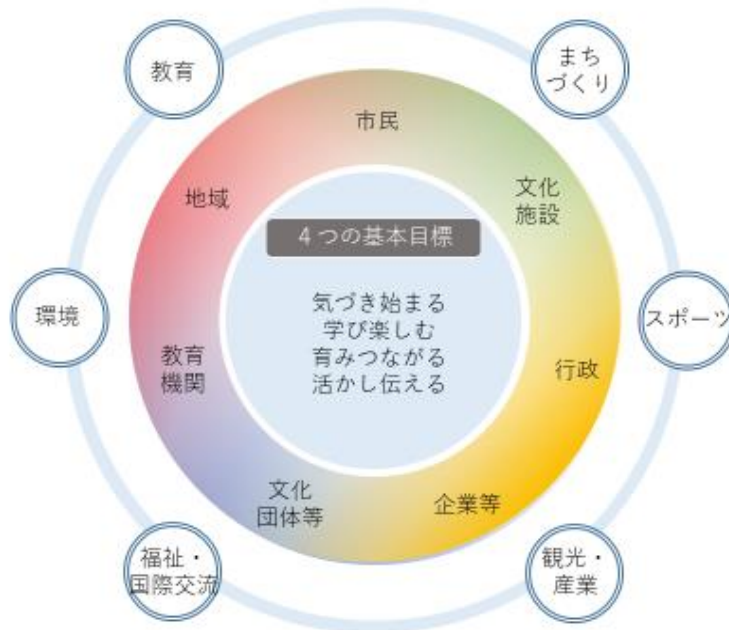 教育
まち
づくり
市民
地域
文化
施設
4つの基本目標
気づき始まる
学び楽しむ
育みつながる
活かし伝える
環境
スポーツ
教育
機関
行政
文化
団体等
企業等
福祉・
国際交流
観光・
産業